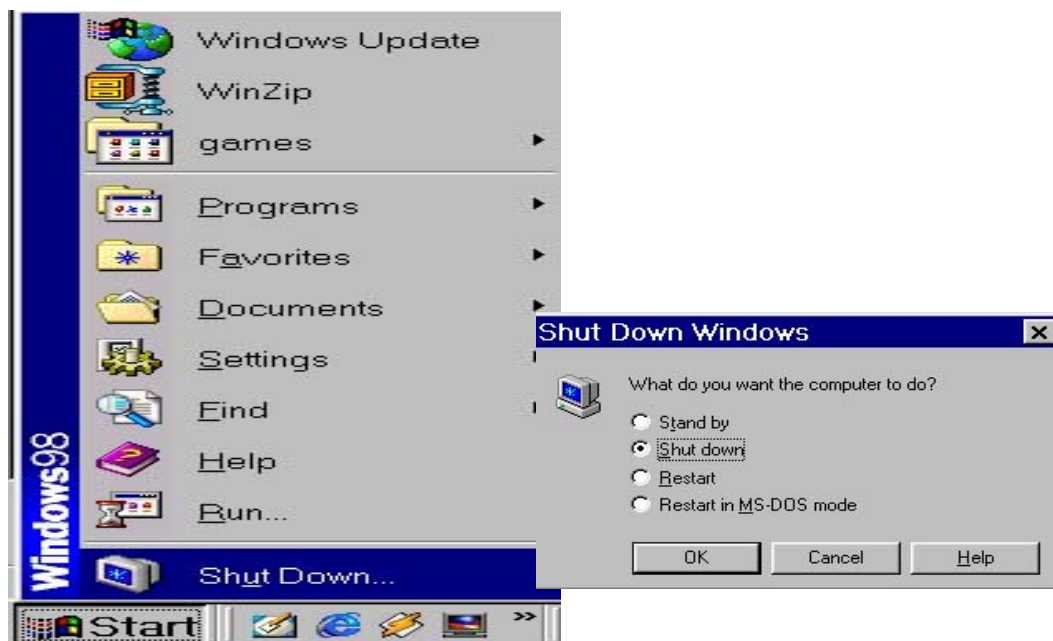 Windows Update
WinZip
games
Programs
Favorites
Documents
Settings
Find
Help
Run...
Shut Down...
Windows98
Start
»
Shut Down Windows
What do you want the computer to do?
Stand by
Shut down
Restart
Restart in MS-DOS mode
OK Cancel Help